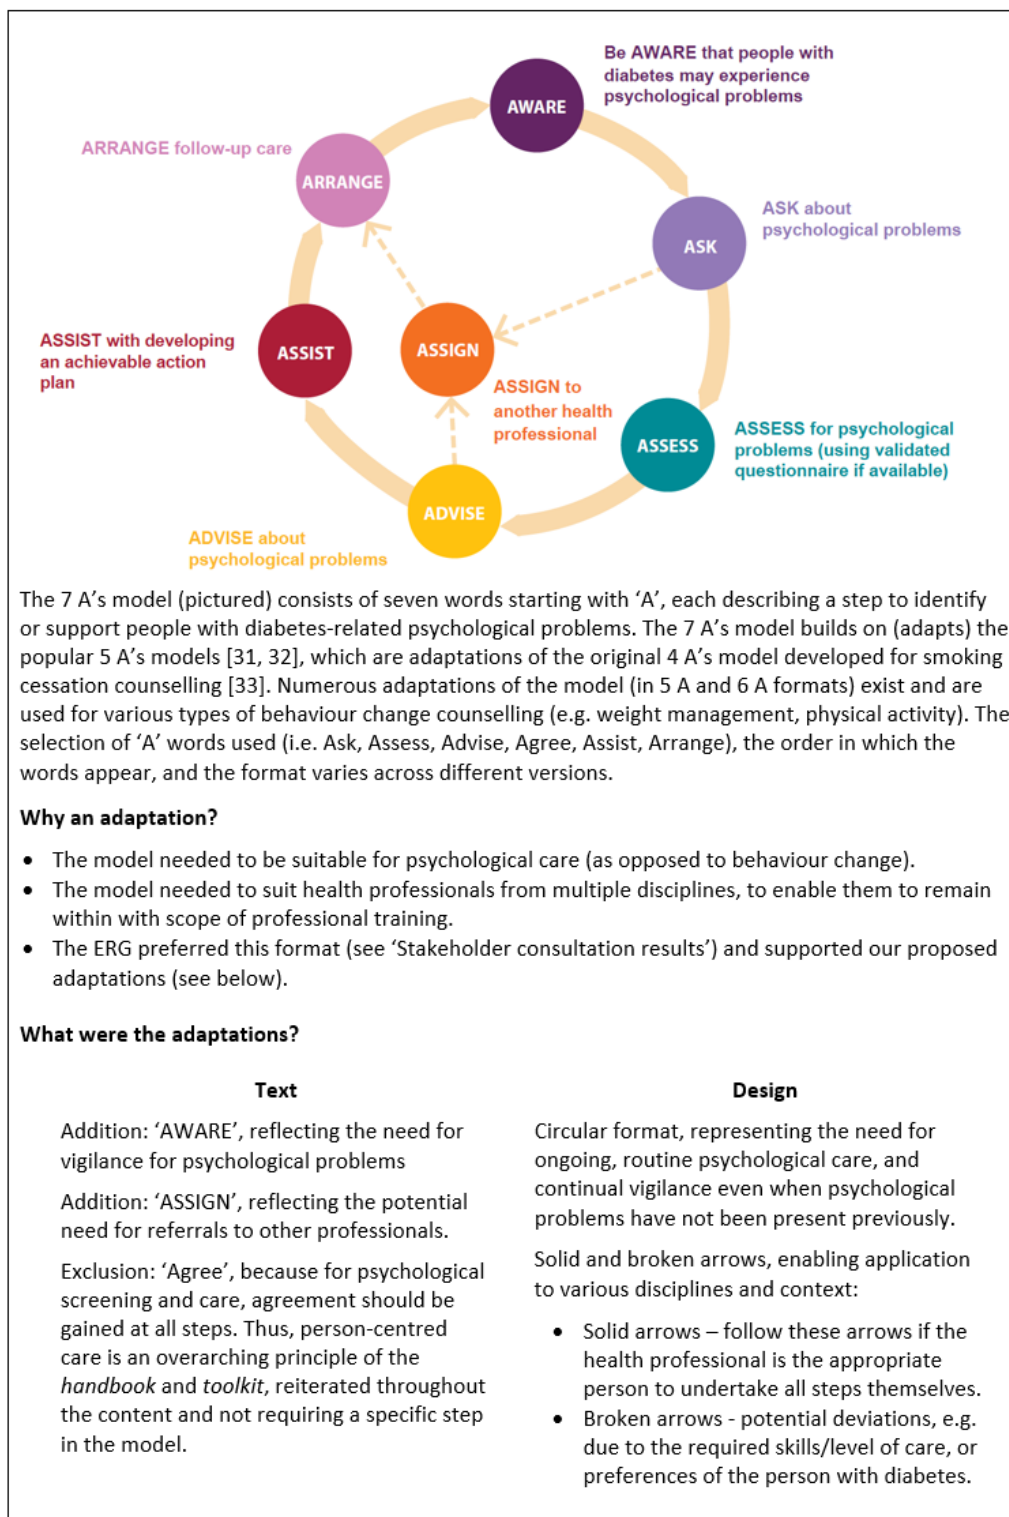 Be AWARE that people with
diabetes may experience
psychological problems
AWARE
ARRANGE follow-up care
ARRANGE
ASK about
psychological problems
ASK
ASSIST with developing
an achievable action
plan
ASSIST
ASSIGN
ASSIGN to
another health
professional
ASSESS
ASSESS for psychological
problems (using validated
questionnaire if available)
ADVISE
ADVISE about
psychological problems
The 7 A’s model (pictured) consists of seven words starting with ‘A’, each describing a step to identify
or support people with diabetes-related psychological problems. The 7 A’s model builds on (adapts) the
popular 5 A’s models [31, 32], which are adaptations of the original 4 A’s model developed for smoking
cessation counselling [33]. Numerous adaptations of the model (in 5 A and 6 A formats) exist and are
used for various types of behaviour change counselling (e.g. weight management, physical activity). The
selection of ‘A’ words used (i.e. Ask, Assess, Advise, Agree, Assist, Arrange), the order in which the
words appear, and the format varies across different versions.
Why an adaptation?
• The model needed to be suitable for psychological care (as opposed to behaviour change).
• The model needed to suit health professionals from multiple disciplines, to enable them to remain
within with scope of professional training.
• The ERG preferred this format (see ‘Stakeholder consultation results’) and supported our proposed
adaptations (see below).
What were the adaptations?
Text
Addition: ‘AWARE’, reflecting the need for
vigilance for psychological problems
Addition: ‘ASSIGN’, reflecting the potential
need for referrals to other professionals.
Exclusion: ‘Agree’, because for psychological
screening and care, agreement should be
gained at all steps. Thus, person-centred
care is an overarching principle of the
handbook and toolkit, reiterated throughout
the content and not requiring a specific step
in the model.
Design
Circular format, representing the need for
ongoing, routine psychological care, and
continual vigilance even when psychological
problems have not been present previously.
Solid and broken arrows, enabling application
to various disciplines and context:
• Solid arrows – follow these arrows if the
health professional is the appropriate
person to undertake all steps themselves.
• Broken arrows - potential deviations, e.g.
due to the required skills/level of care, or
preferences of the person with diabetes.